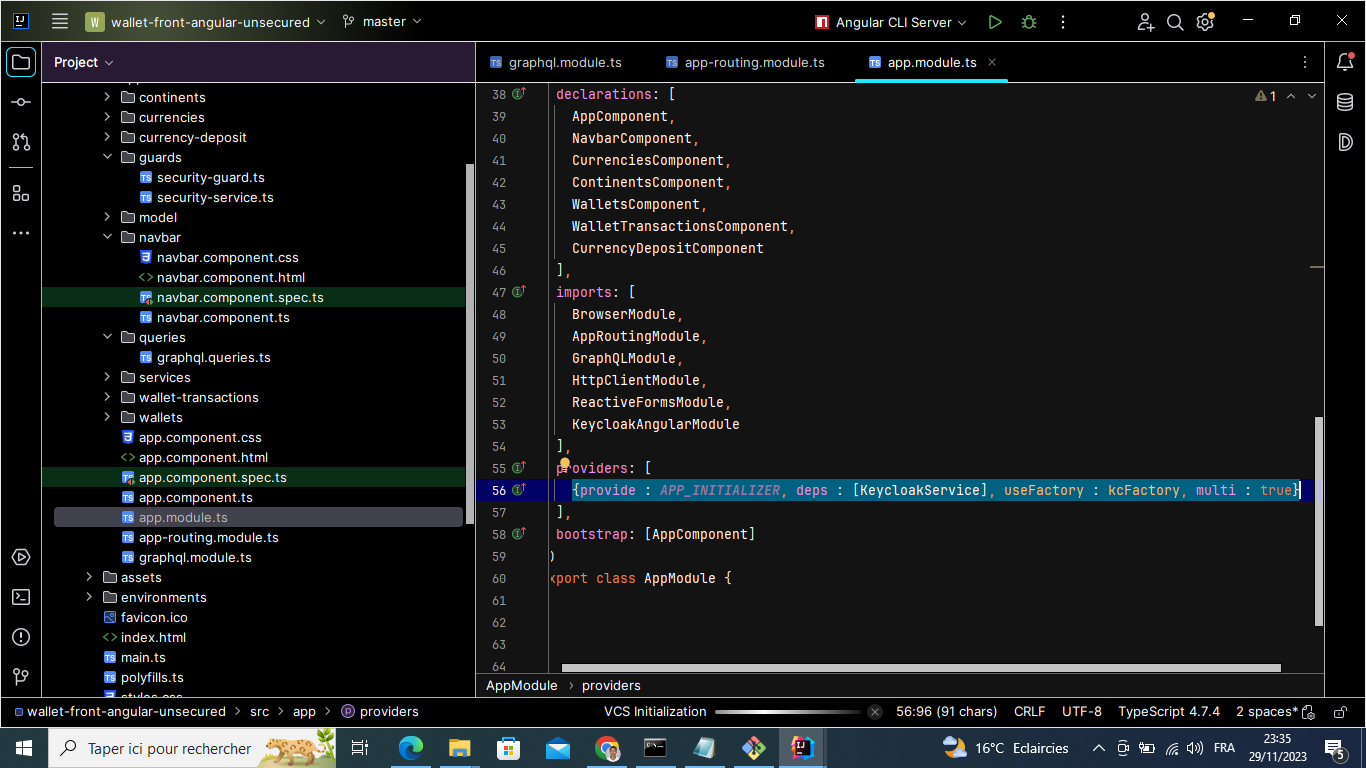 wallet-front-angular-unsecured
master
Angular CLI Server
Project
continents
currencies
currency-deposit
guards
security-guard.ts
security-service.ts
model
navbar
navbar.component.css
navbar.component.html
navbar.component.spec.ts
navbar.component.ts
queries
graphql.queries.ts
services
wallet-transactions
wallets
app.component.css
app.component.html
app.component.spec.ts
app.component.ts
app.module.ts
app-routing.module.ts
graphql.module.ts
assets
environments
favicon.ico
index.html
main.ts
polyfills.ts
styles.css
graphql.module.ts
app-routing.module.ts
app.module.ts
1
38 declarations: [
39 AppComponent,
40 NavbarComponent,
41 CurrenciesComponent,
42 ContinentsComponent,
43 WalletsComponent,
44 WalletTransactionsComponent,
45 CurrencyDepositComponent
46 ],
47 imports: [
48 BrowserModule,
49 AppRoutingModule,
50 GraphQLModule,
51 HttpClientModule,
52 ReactiveFormsModule,
53 KeycloakAngularModule
54 ],
55 providers: [
56 {provide : APP_INITIALIZER, deps : [KeycloakService], useFactory : kcFactory, multi : true}
57 ],
58 bootstrap: [AppComponent]
59 )
60 xport class AppModule {
61
62
63
64
AppModule > providers
wallet-front-angular-unsecured > src > app > providers
VCS Initialization
56:96 (91 chars) CRLF UTF-8 TypeScript 4.7.4 2 spaces*
Taper ici pour rechercher
16°C Eclaircies
FRA
23:35
29/11/2023
5